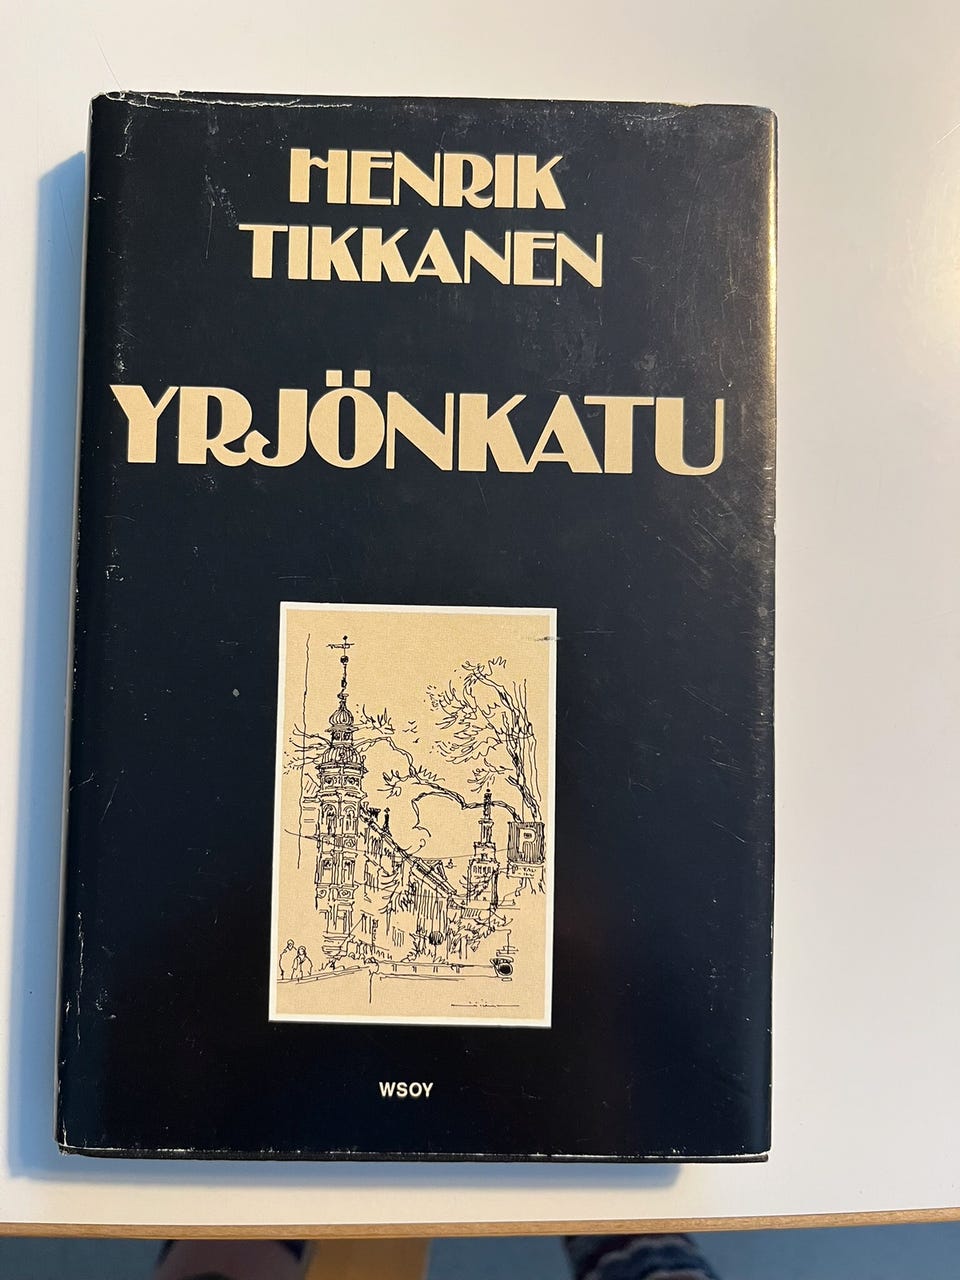 HENRIK
TIKKANEN
YRJÖNKATU
P
WSOY